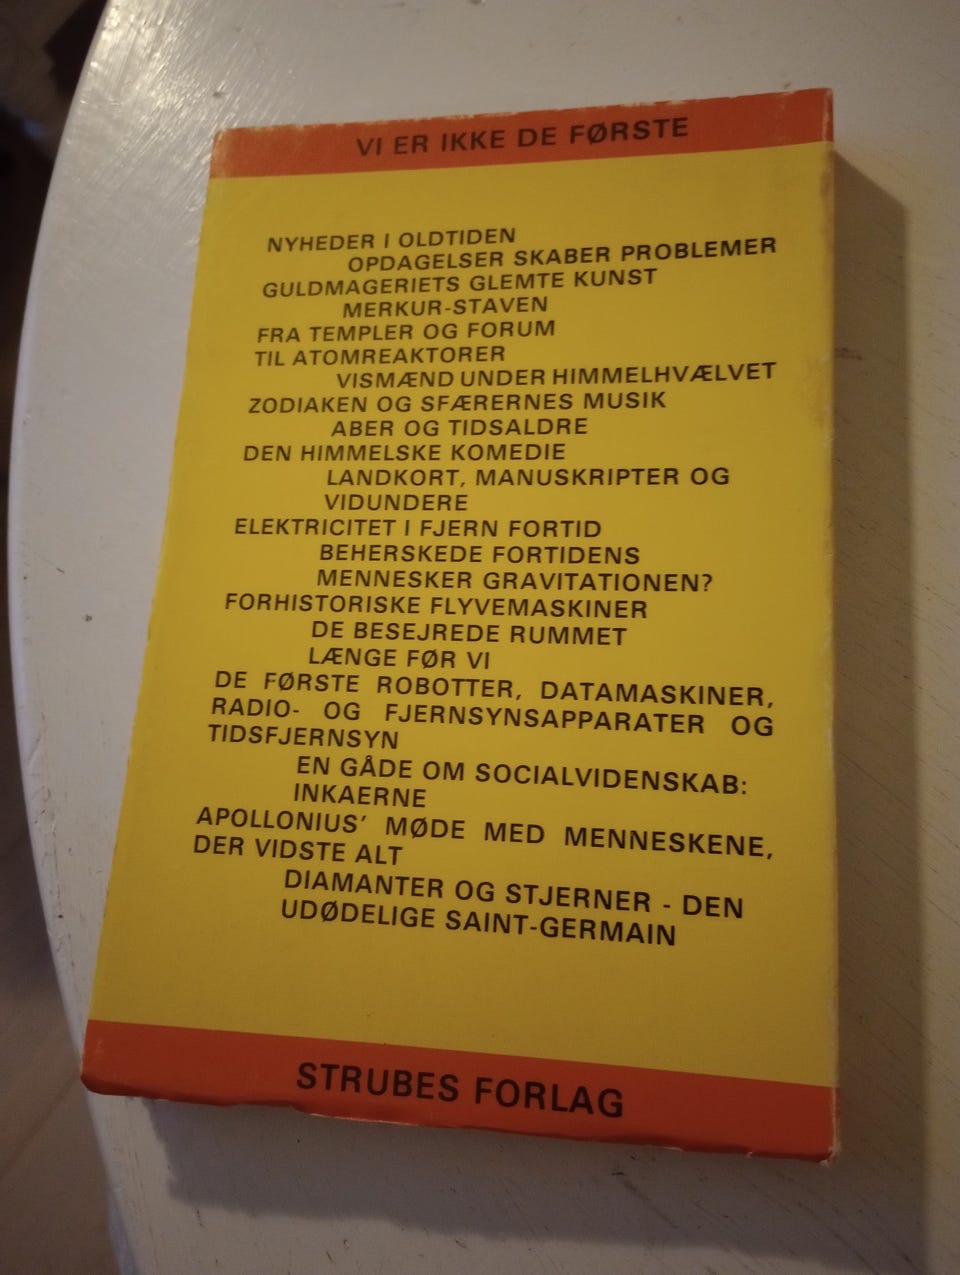 VI ER IKKE DE FØRSTE
NYHEDER I OLDTIDEN
OPDAGELSER SKABER PROBLEMER
GULDMAGERIETS GLEMTE KUNST
MERKUR-STAVEN
FRA TEMPLER OG FORUM
TIL ATOMREAKTORER
VISMÆND UNDER HIMMELHVÆLVET
ZODIAKEN OG SFÆRERNES MUSIK
ABER OG TIDSALDRE
DEN HIMMELSKE KOMEDIE
LANDKORT, MANUSKRIPTER OG
VIDUNDERE
ELEKTRICITET I FJERN FORTID
BEHERSKEDE FORTIDENS
MENNESKER GRAVITATIONEN?
FORHISTORISKE FLYVEMASKINER
DE BESEJREDE RUMMET
LÆNGE FØR VI
DE FØRSTE ROBOTTER, DATAMASKINER,
RADIO- OG FJERNSYNSAPPARATER OG
TIDSFJERNSYN
EN GÅDE OM SOCIALVIDENSKAB:
INKAERNE
APOLLONIUS' MØDE MED MENNESKENE,
DER VIDSTE ALT
DIAMANTER OG STJERNER - DEN
UDØDELIGE SAINT-GERMAIN
STRUBES FORLAG